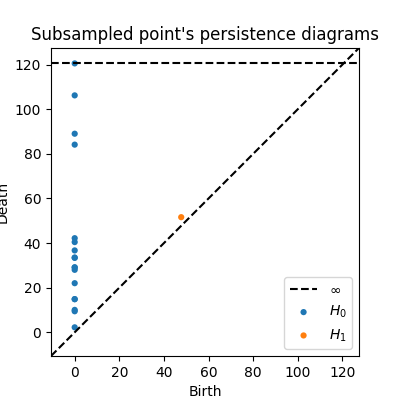 Subsampled point's persistence diagrams
120
100
80
60
40
20
0
Death
0 20 40 60 80 100 120
Birth
∞
H₀
H₁